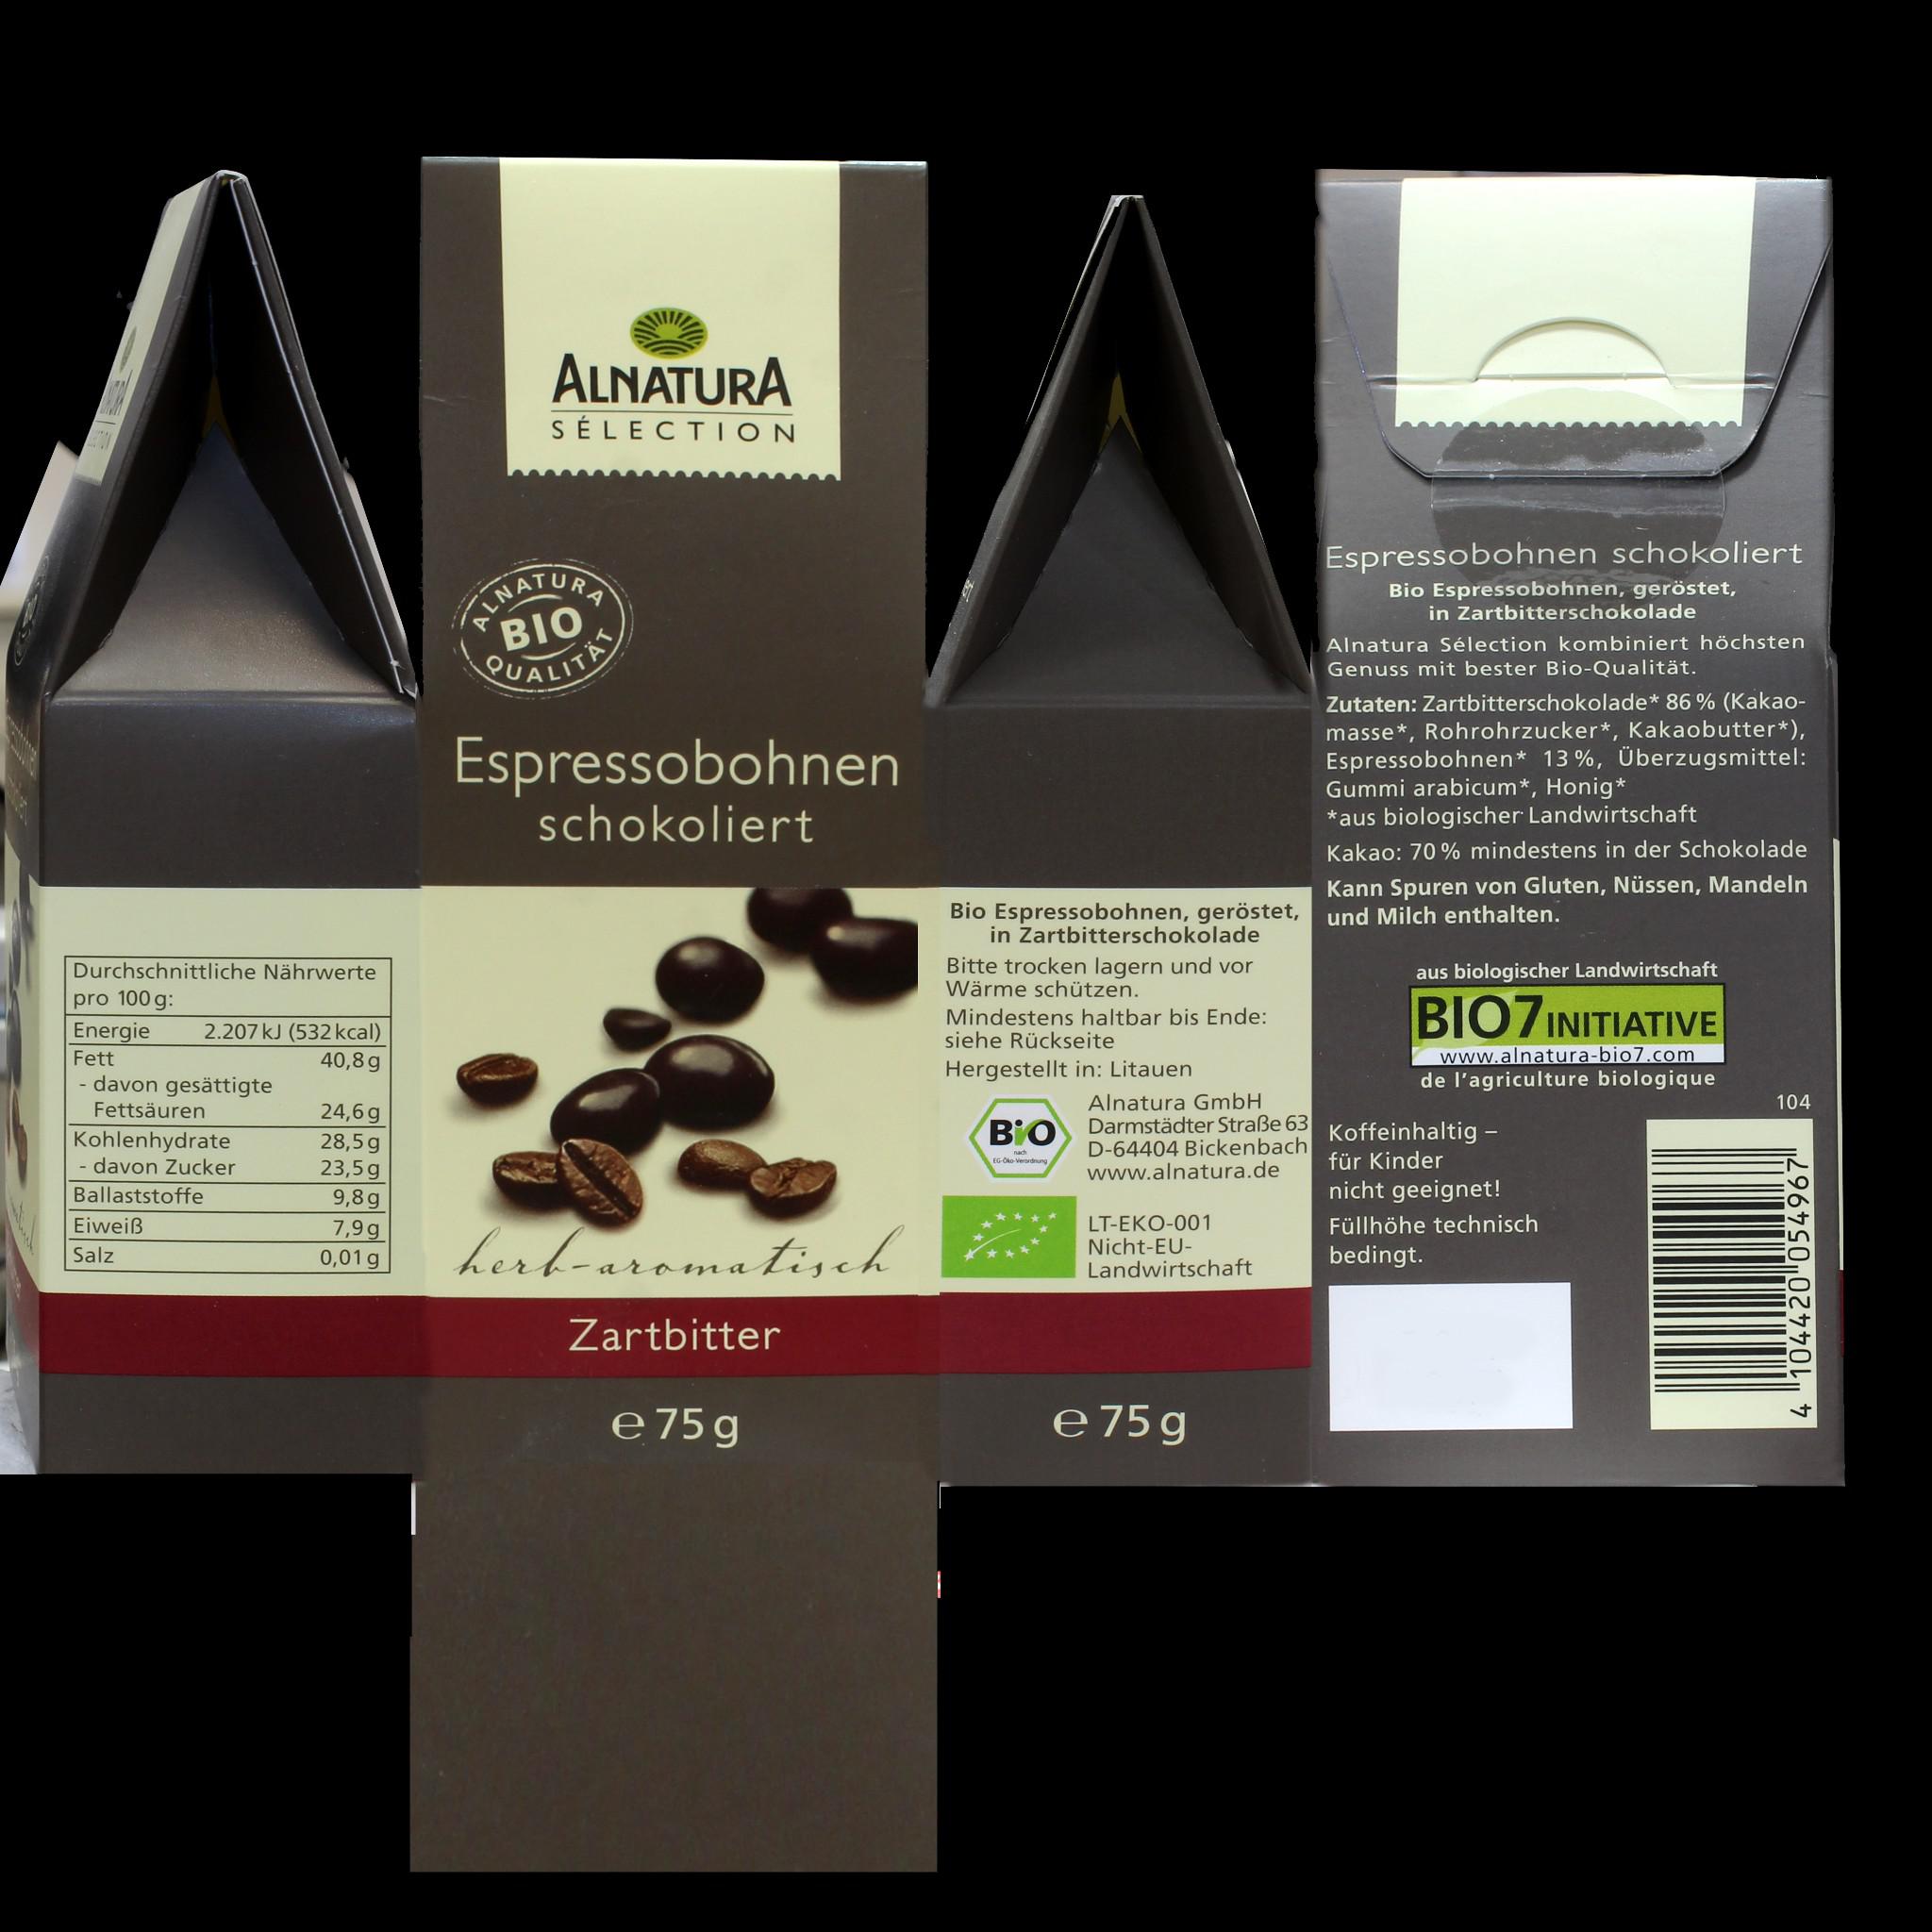 Durchschnittliche Nährwerte
pro 100 g:
Energie 2.207 kJ (532 kcal)
Fett 40,8 g
- davon gesättigte
Fettsäuren 24,6 g
Kohlenhydrate 28,5 g
- davon Zucker 23,5 g
Ballaststoffe 9,8 g
Eiweiß 7,9 g
Salz 0,01 g
ALNATURA
SÉLECTION
ALNATURA
BIO
QUALITÄT
Espressobohnen
schokoliert
herb-aromatisch
Zartbitter
℮ 75 g
Bio Espressobohnen, geröstet,
in Zartbitterschokolade
Bitte trocken lagern und vor
Wärme schützen.
Mindestens haltbar bis Ende:
siehe Rückseite
Hergestellt in: Litauen
Bio
nach
EG-Öko-Verordnung
Alnatura GmbH
Darmstädter Straße 63
D-64404 Bickenbach
www.alnatura.de
LT-EKO-001
Nicht-EU-
Landwirtschaft
℮ 75 g
Espressobohnen schokoliert
Bio Espressobohnen, geröstet,
in Zartbitterschokolade
Alnatura Sélection kombiniert höchsten
Genuss mit bester Bio-Qualität.
Zutaten: Zartbitterschokolade* 86 % (Kakao-
masse*, Rohrohrzucker*, Kakaobutter*),
Espressobohnen* 13 %, Überzugsmittel:
Gummi arabicum*, Honig*
*aus biologischer Landwirtschaft
Kakao: 70 % mindestens in der Schokolade
Kann Spuren von Gluten, Nüssen, Mandeln
und Milch enthalten.
aus biologischer Landwirtschaft
BIO7 INITIATIVE
www.alnatura-bio7.com
de l'agriculture biologique
104
Koffeinhaltig –
für Kinder
nicht geeignet!
Füllhöhe technisch
bedingt.
4 104420 054967